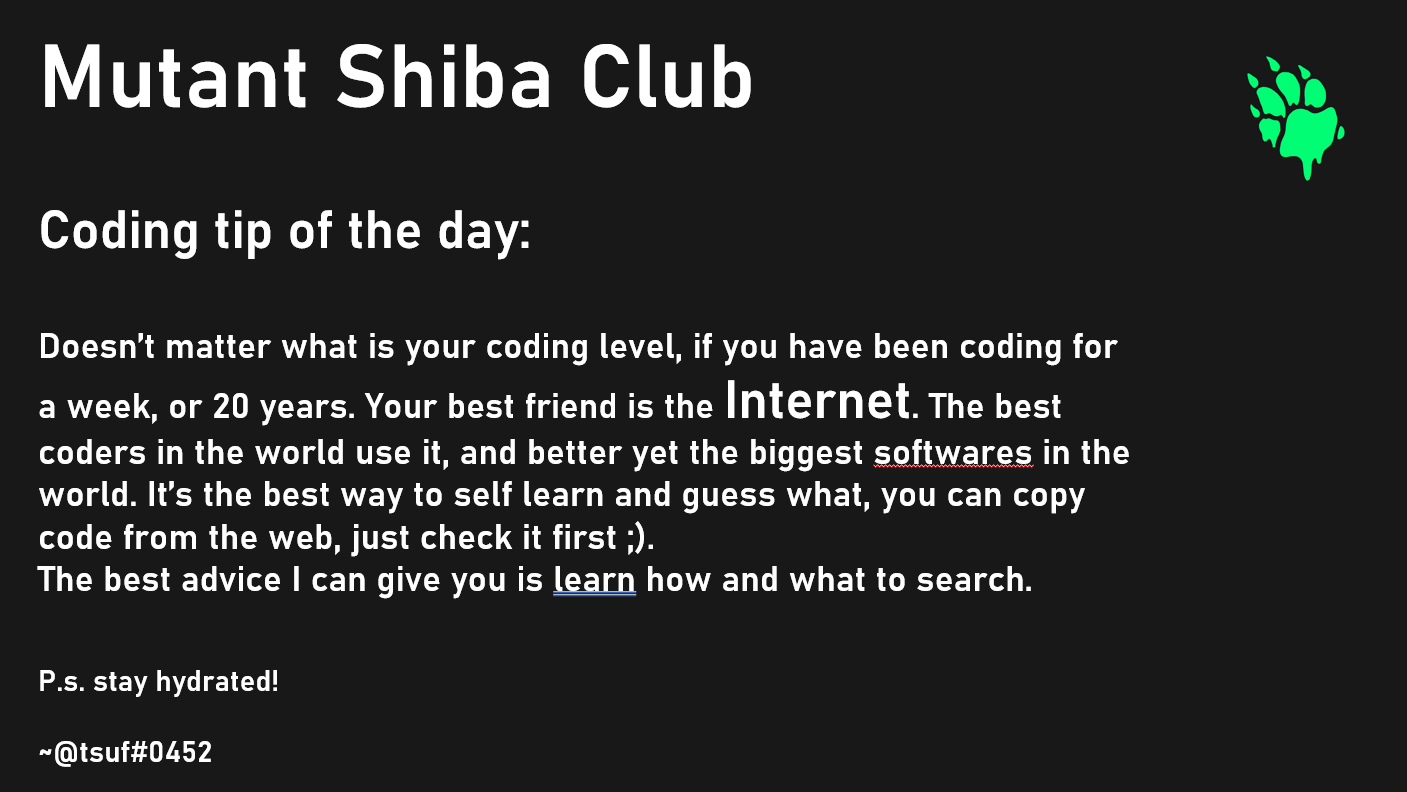 Mutant Shiba Club
Coding tip of the day:
Doesn’t matter what is your coding level, if you have been coding for
a week, or 20 years. Your best friend is the Internet. The best
coders in the world use it, and better yet the biggest softwares in the
world. It’s the best way to self learn and guess what, you can copy
code from the web, just check it first ;).
The best advice I can give you is learn how and what to search.
P.s. stay hydrated!
~@tsuf#0452